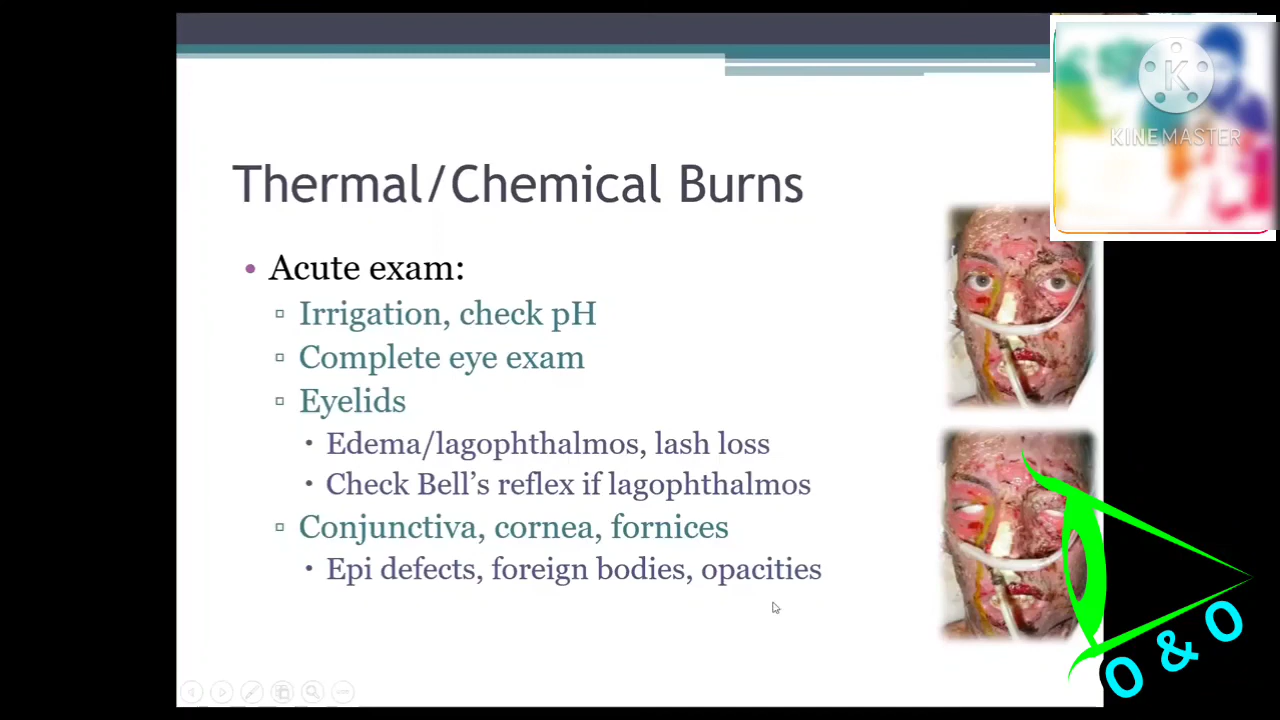 KINEMASTER
Thermal/Chemical Burns
• Acute exam:
▫ Irrigation, check pH
▫ Complete eye exam
▫ Eyelids
• Edema/lagophthalmos, lash loss
• Check Bell's reflex if lagophthalmos
▫ Conjunctiva, cornea, fornices
• Epi defects, foreign bodies, opacities
O & O